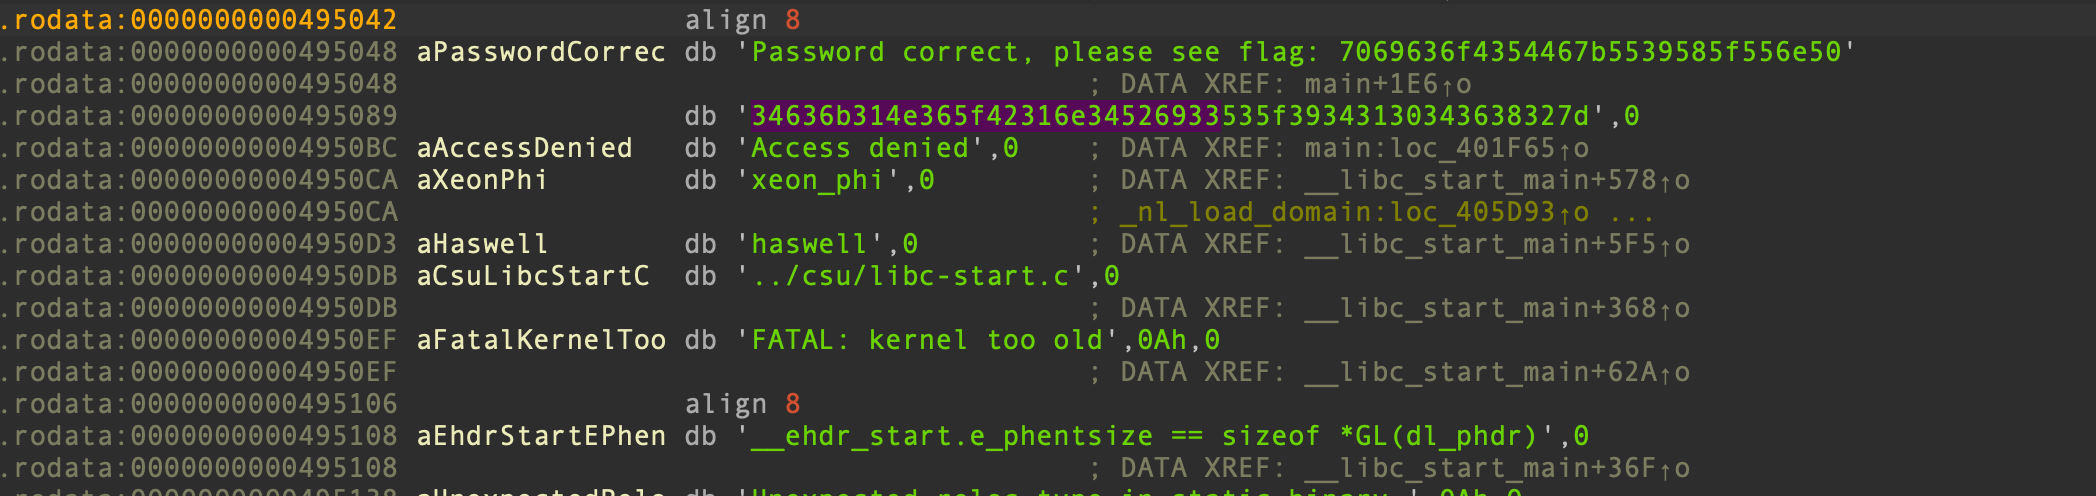 .rodata:0000000000495042 align 8
.rodata:0000000000495048 aPasswordCorrec db 'Password correct, please see flag: 7069636f4354467b5539585f556e50'
.rodata:0000000000495048 ; DATA XREF: main+1E6↑o
.rodata:0000000000495089 db '34636b314e365f42316e34526933535f39343130343638327d',0
.rodata:00000000004950BC aAccessDenied db 'Access denied',0 ; DATA XREF: main:loc_401F65↑o
.rodata:00000000004950CA aXeonPhi db 'xeon_phi',0 ; DATA XREF: __libc_start_main+578↑o
.rodata:00000000004950CA ; _nl_load_domain:loc_405D93↑o ...
.rodata:00000000004950D3 aHaswell db 'haswell',0 ; DATA XREF: __libc_start_main+5F5↑o
.rodata:00000000004950DB aCsuLibcStartC db '../csu/libc-start.c',0
.rodata:00000000004950DB ; DATA XREF: __libc_start_main+368↑o
.rodata:00000000004950EF aFatalKernelToo db 'FATAL: kernel too old',0Ah,0
.rodata:00000000004950EF ; DATA XREF: __libc_start_main+62A↑o
.rodata:0000000000495106 align 8
.rodata:0000000000495108 aEhdrStartEPhen db '__ehdr_start.e_phentsize == sizeof *GL(dl_phdr)',0
.rodata:0000000000495108 ; DATA XREF: __libc_start_main+36F↑o